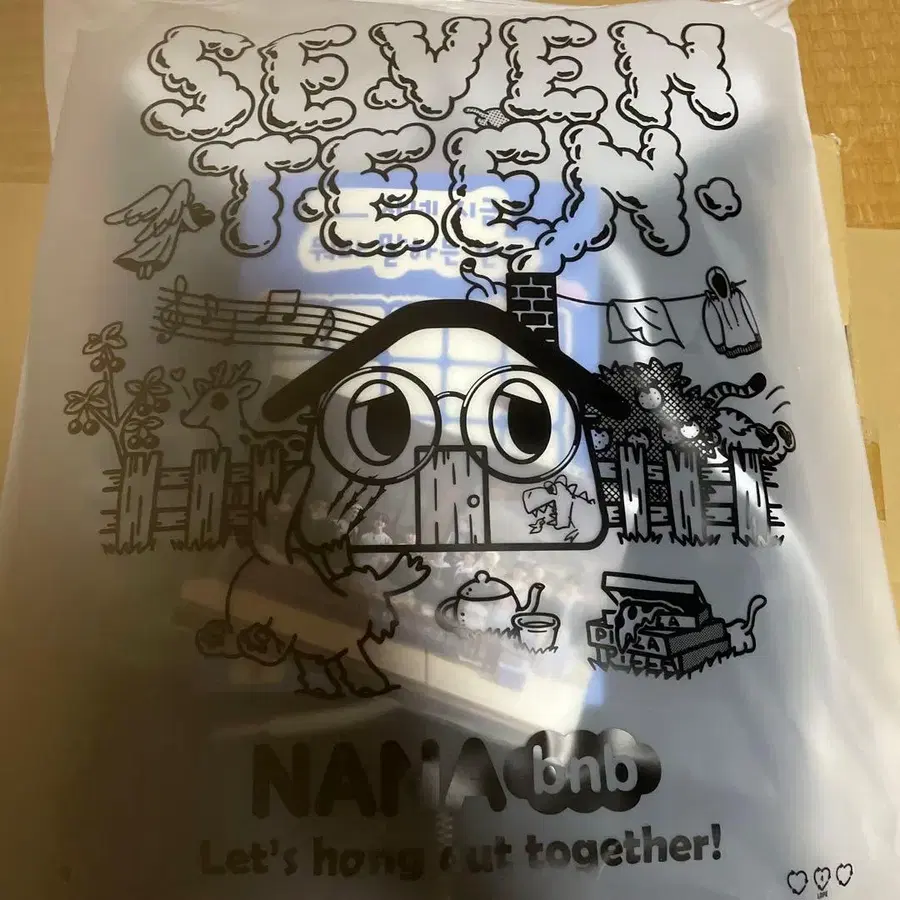 SEVEN
TEEN.
NANA bnb
Let's hang out together!